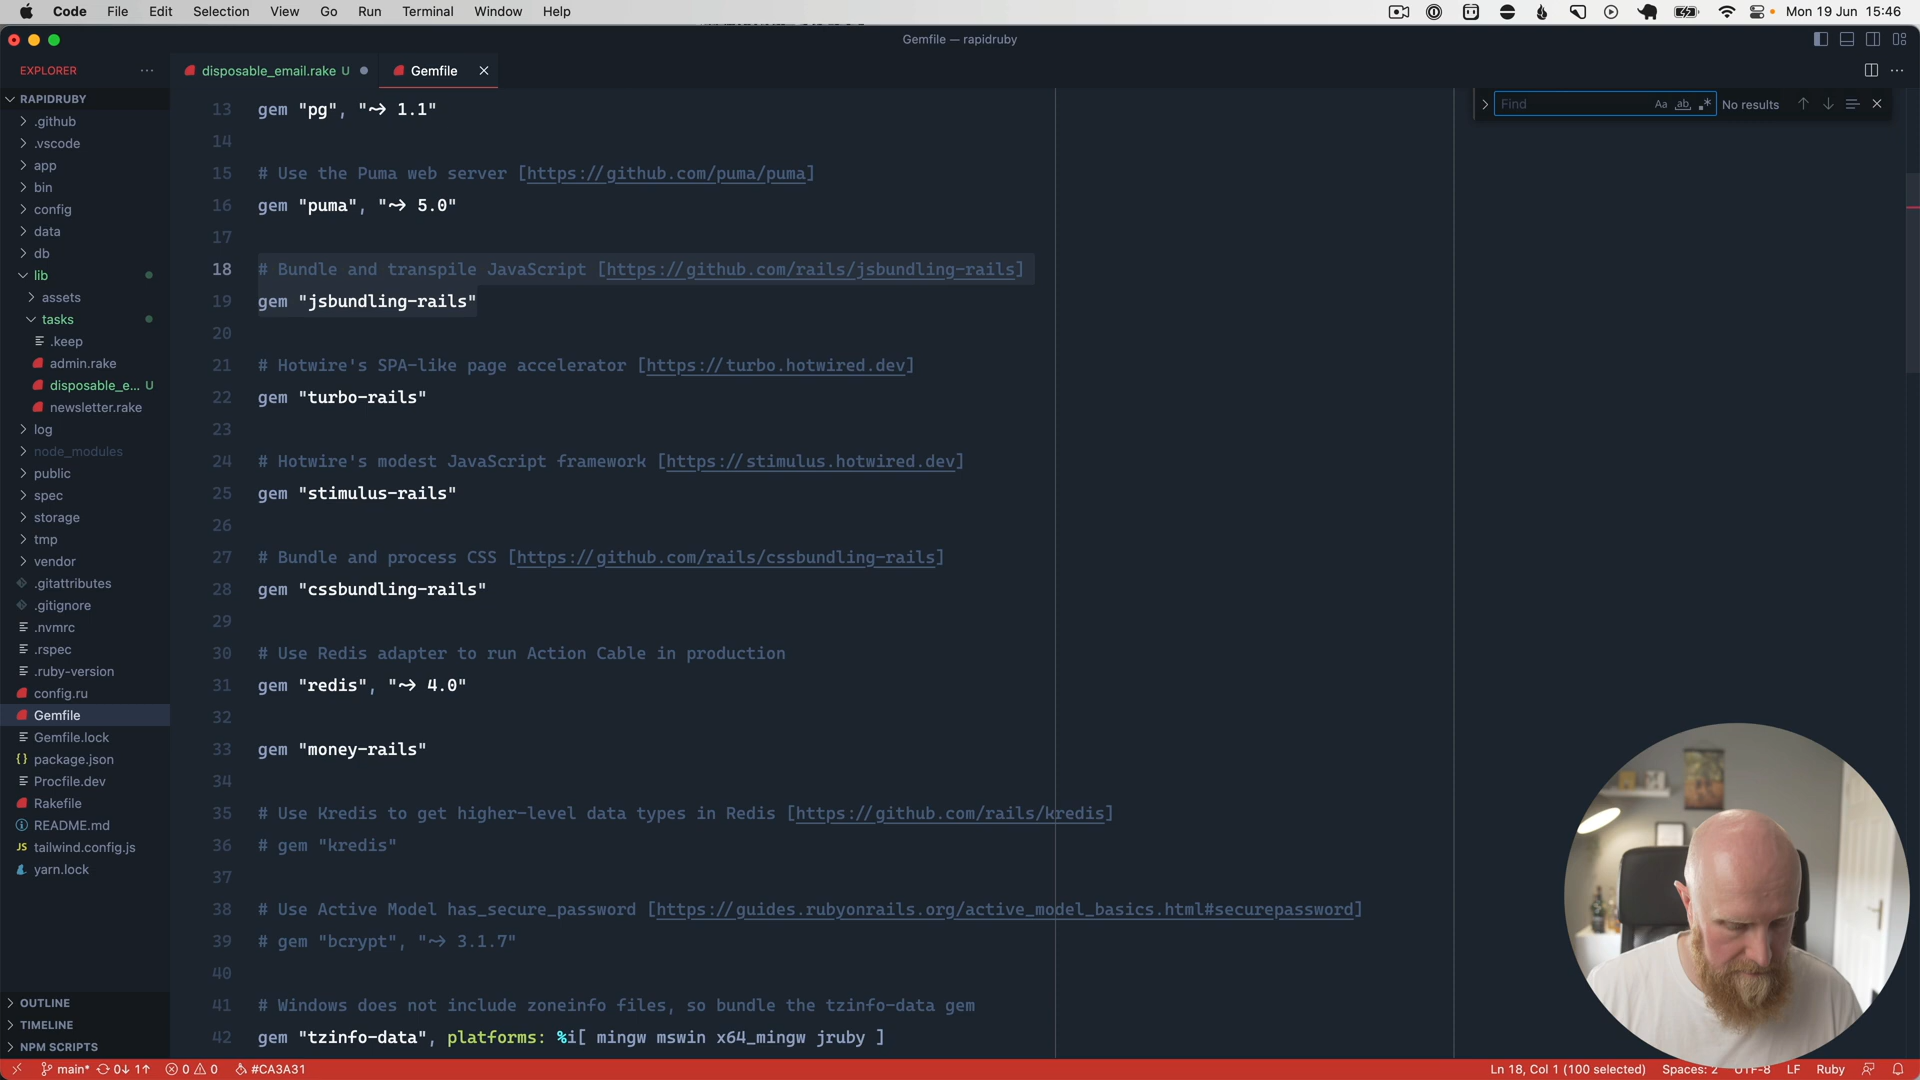 Code File Edit Selection View Go Run Terminal Window Help Mon 19 Jun 15:46
Gemfile — rapidruby
EXPLORER
disposable_email.rake U
Gemfile
RAPIDRUBY
.github
.vscode
app
bin
config
data
db
lib
assets
tasks
.keep
admin.rake
disposable_e... U
newsletter.rake
log
node_modules
public
spec
storage
tmp
vendor
.gitattributes
.gitignore
.nvmrc
.rspec
.ruby-version
config.ru
Gemfile
Gemfile.lock
package.json
Procfile.dev
Rakefile
README.md
JS tailwind.config.js
yarn.lock
OUTLINE
TIMELINE
NPM SCRIPTS
Find Aa ab No results
13 gem "pg", "~> 1.1"
14
15 # Use the Puma web server [https://github.com/puma/puma]
16 gem "puma", "~> 5.0"
17
18 # Bundle and transpile JavaScript [https://github.com/rails/jsbundling-rails]
19 gem "jsbundling-rails"
20
21 # Hotwire's SPA-like page accelerator [https://turbo.hotwired.dev]
22 gem "turbo-rails"
23
24 # Hotwire's modest JavaScript framework [https://stimulus.hotwired.dev]
25 gem "stimulus-rails"
26
27 # Bundle and process CSS [https://github.com/rails/cssbundling-rails]
28 gem "cssbundling-rails"
29
30 # Use Redis adapter to run Action Cable in production
31 gem "redis", "~> 4.0"
32
33 gem "money-rails"
34
35 # Use Kredis to get higher-level data types in Redis [https://github.com/rails/kredis]
36 # gem "kredis"
37
38 # Use Active Model has_secure_password [https://guides.rubyonrails.org/active_model_basics.html#securepassword]
39 # gem "bcrypt", "~> 3.1.7"
40
41 # Windows does not include zoneinfo files, so bundle the tzinfo-data gem
42 gem "tzinfo-data", platforms: %i[ mingw mswin x64_mingw jruby ]
main* 0↓ 1↑ 0 0 #CA3A31 Ln 18, Col 1 (100 selected) Spaces: 2 UTF-8 LF Ruby